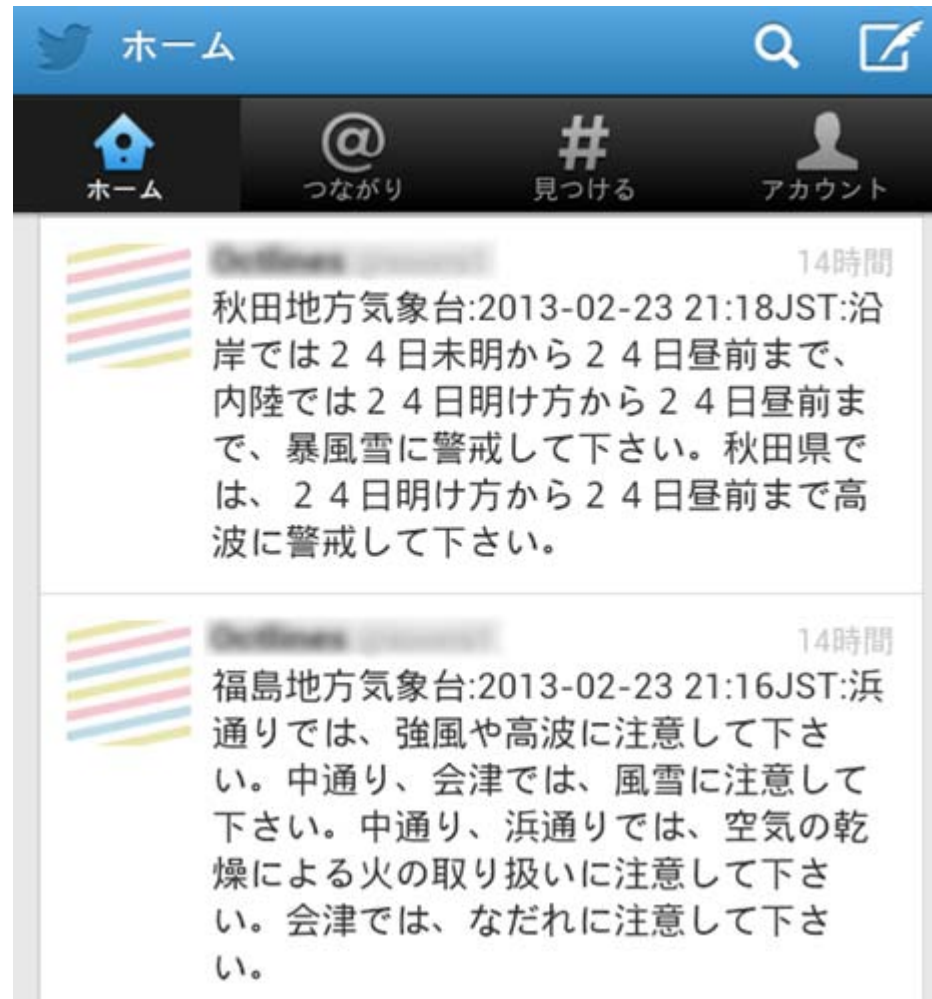 ホーム
ホーム
つながり
見つける
アカウント
14時間
秋田地方気象台:2013-02-23 21:18JST:沿
岸では２４日未明から２４日昼前まで、
内陸では２４日明け方から２４日昼前ま
で、暴風雪に警戒して下さい。秋田県で
は、２４日明け方から２４日昼前まで高
波に警戒して下さい。
14時間
福島地方気象台:2013-02-23 21:16JST:浜
通りでは、強風や高波に注意して下さ
い。中通り、会津では、風雪に注意して
下さい。中通り、浜通りでは、空気の乾
燥による火の取り扱いに注意して下さ
い。会津では、なだれに注意して下さ
い。